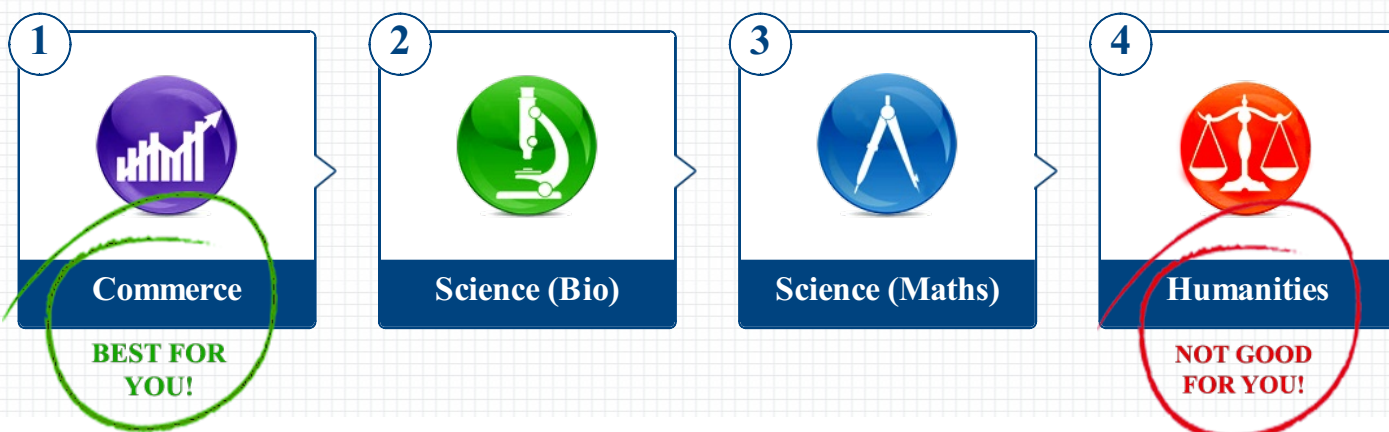 1
2
3
4
Commerce
Science (Bio)
Science (Maths)
Humanities
BEST FOR
YOU!
NOT GOOD
FOR YOU!